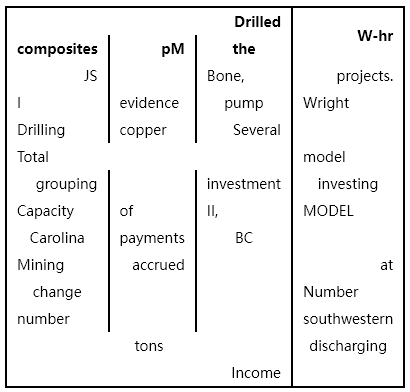 Drilled
W-hr
composites pM the
JS Bone, projects.
I evidence pump Wright
Drilling copper Several
Total model
grouping investment investing
Capacity of II, MODEL
Carolina payments BC
Mining accrued at
change Number
number southwestern
tons discharging
Income